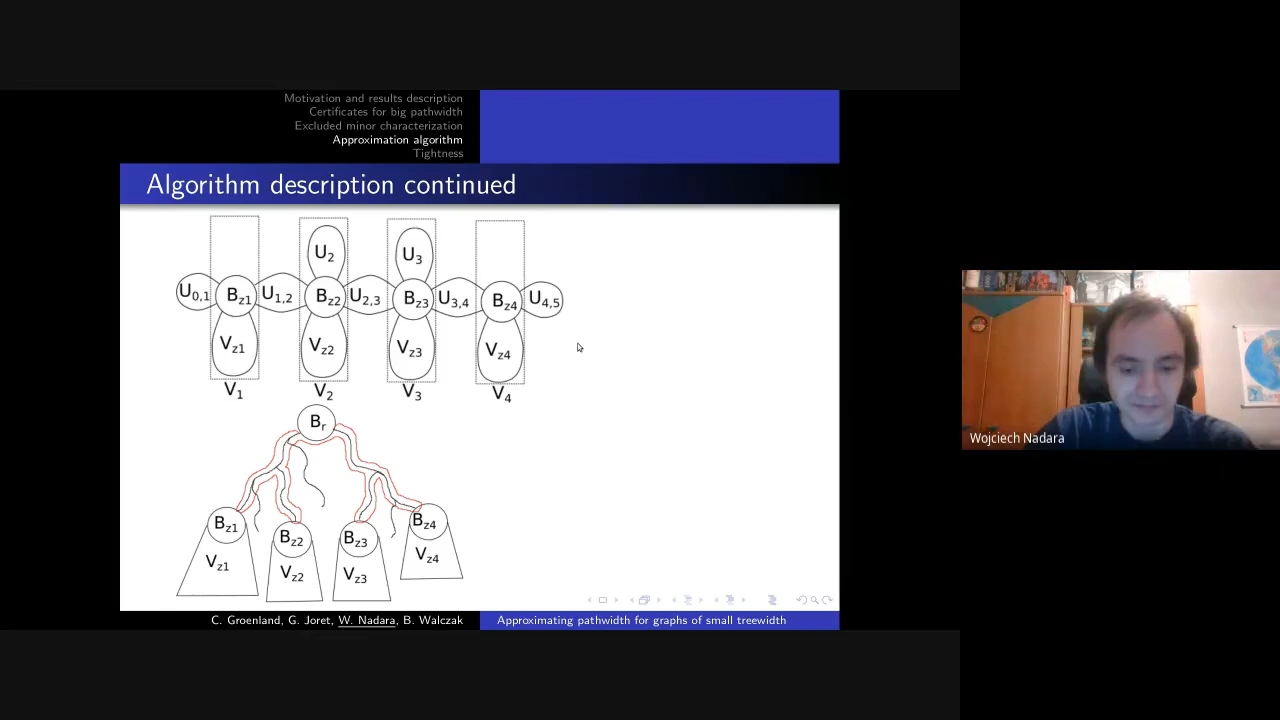 Motivation and results description
Certificates for big pathwidth
Excluded minor characterization
Approximation algorithm
Tightness
Algorithm description continued
U2 U3
U0,1 Bz1 U1,2 Bz2 U2,3 Bz3 U3,4 Bz4 U4,5
Vz1 Vz2 Vz3 Vz4
V1 V2 V3 V4
Br
Bz1 Bz2 Bz3 Bz4
Vz1 Vz2 Vz3 Vz4
C. Groenland, G. Joret, W. Nadara, B. Walczak
Approximating pathwidth for graphs of small treewidth
Wojciech Nadara